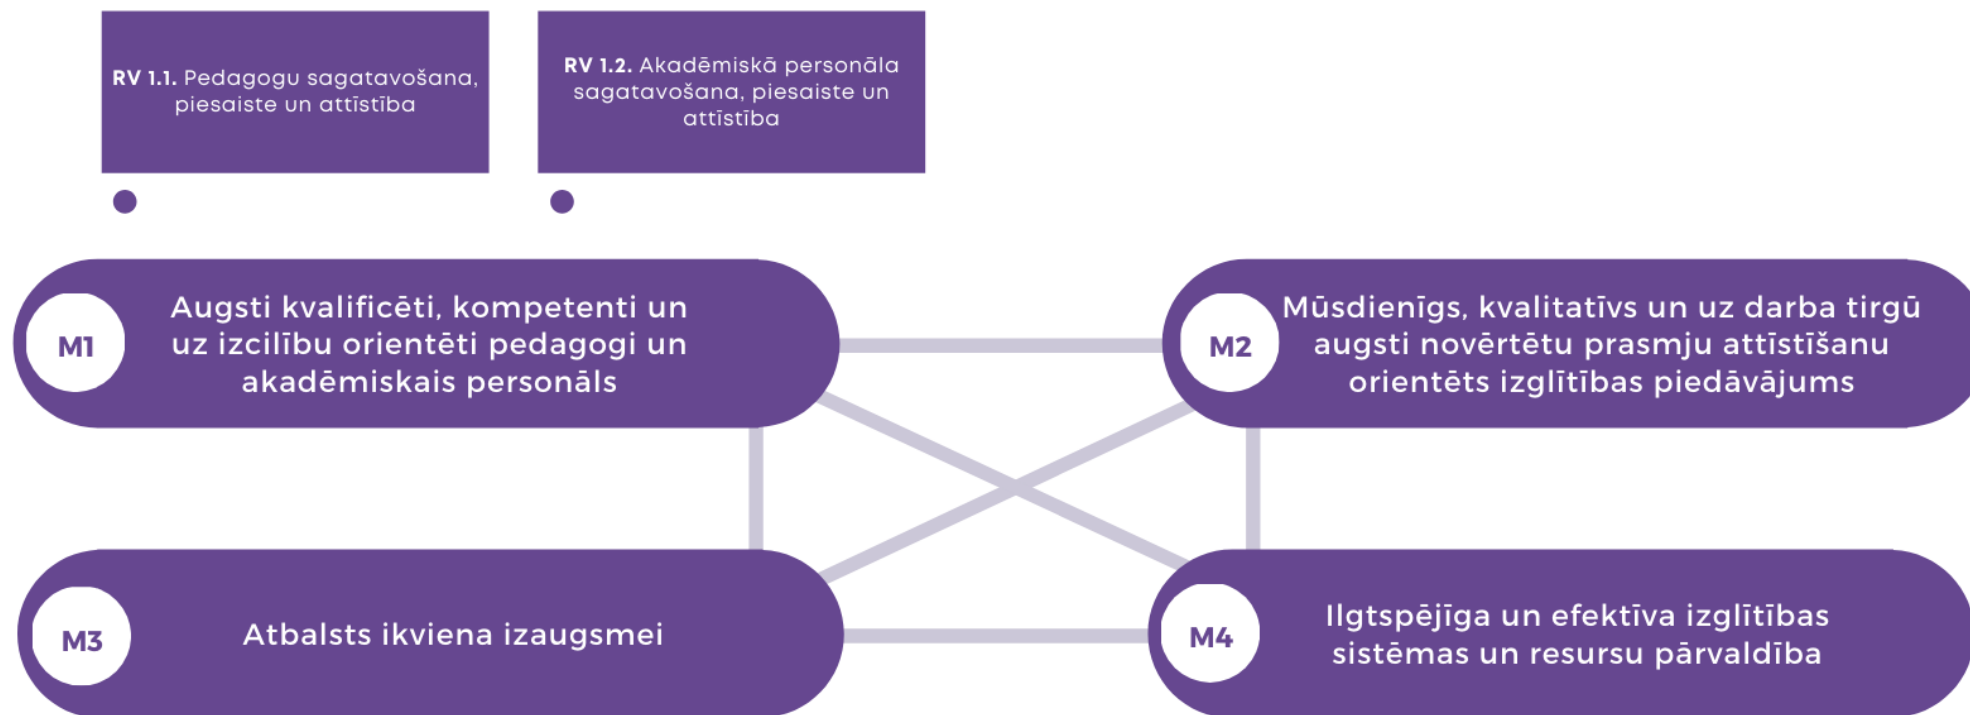 RV 1.1. Pedagogu sagatavošana,
piesaiste un attīstība
RV 1.2. Akadēmiskā personāla
sagatavošana, piesaiste un
attīstība
M1
Augsti kvalificēti, kompetenti un
uz izcilību orientēti pedagogi un
akadēmiskais personāls
M2
Mūsdienīgs, kvalitatīvs un uz darba tirgū
augsti novērtētu prasmju attīstīšanu
orientēts izglītības piedāvājums
M3
Atbalsts ikviena izaugsmei
M4
Ilgtspējīga un efektīva izglītības
sistēmas un resursu pārvaldība